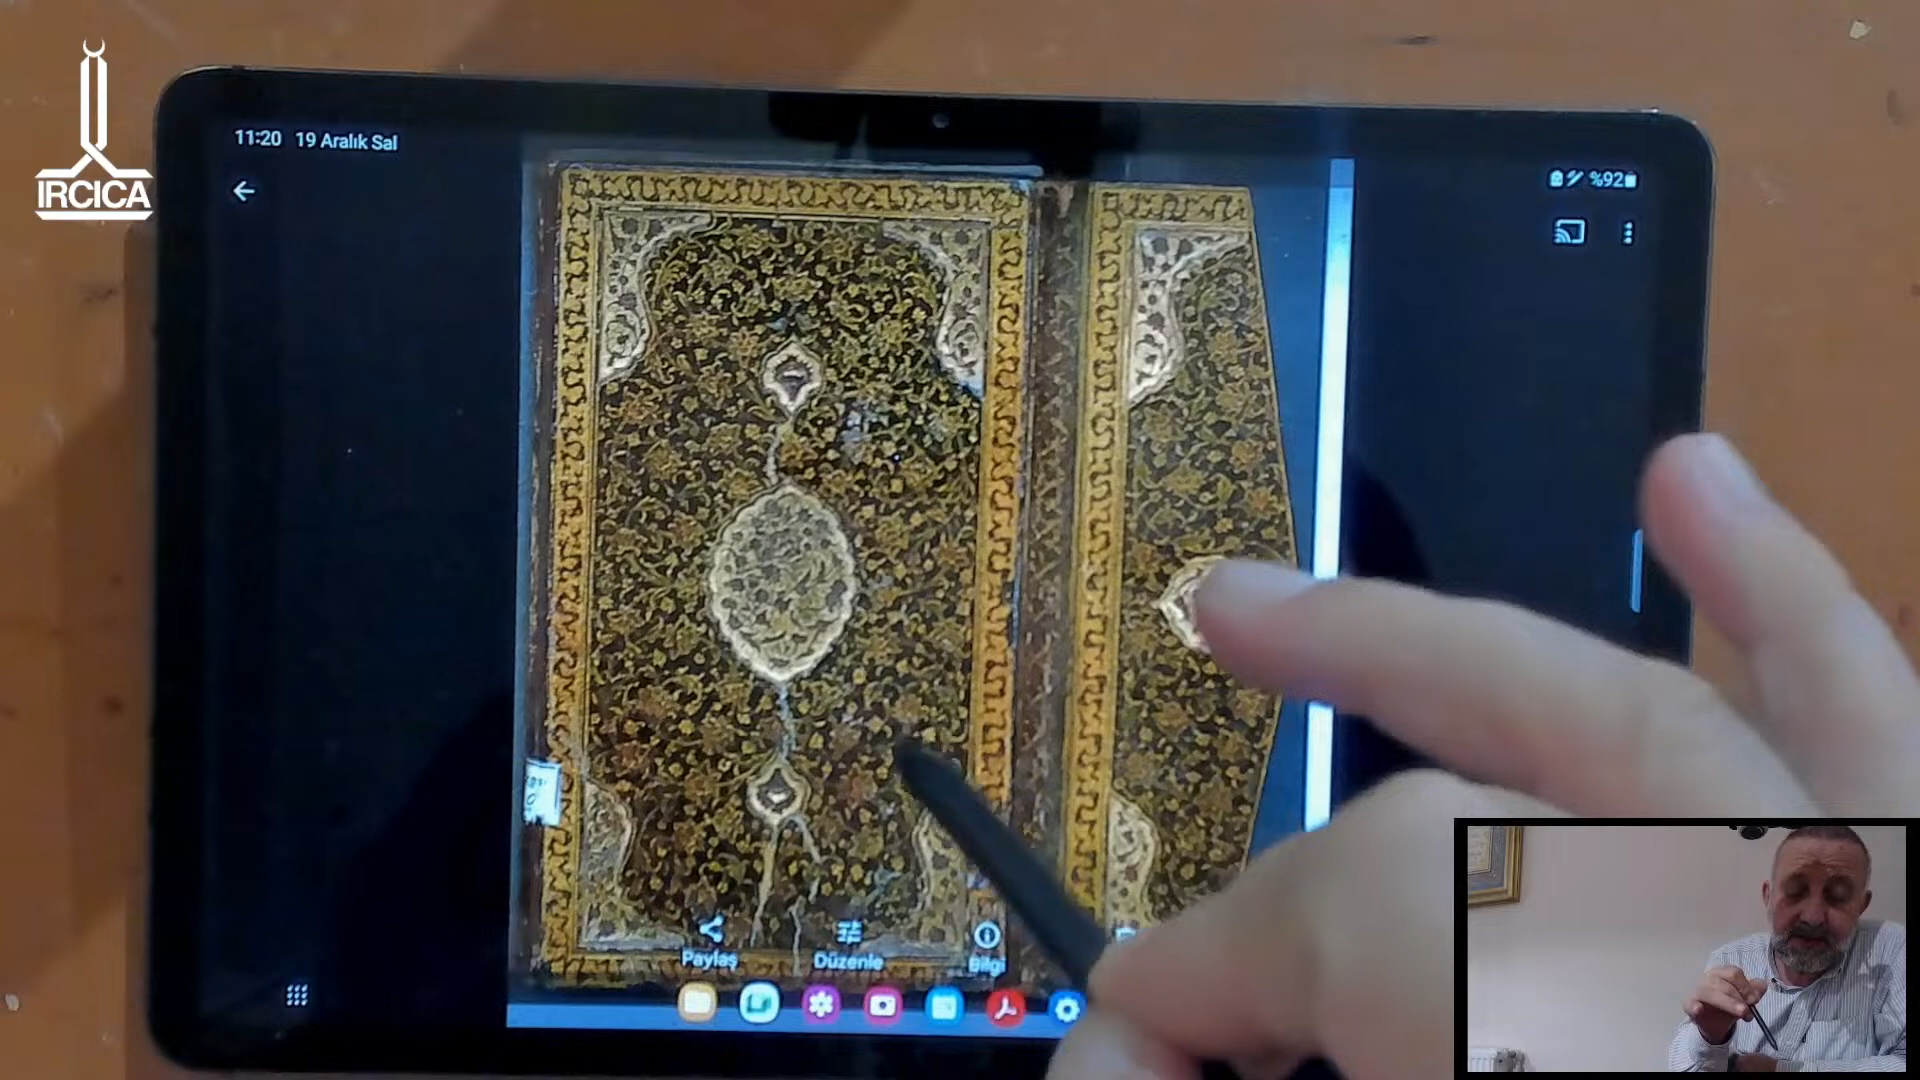 IRCICA
11:20 19 Aralık Sal
%92
Paylaş
Düzenle
Bilgi